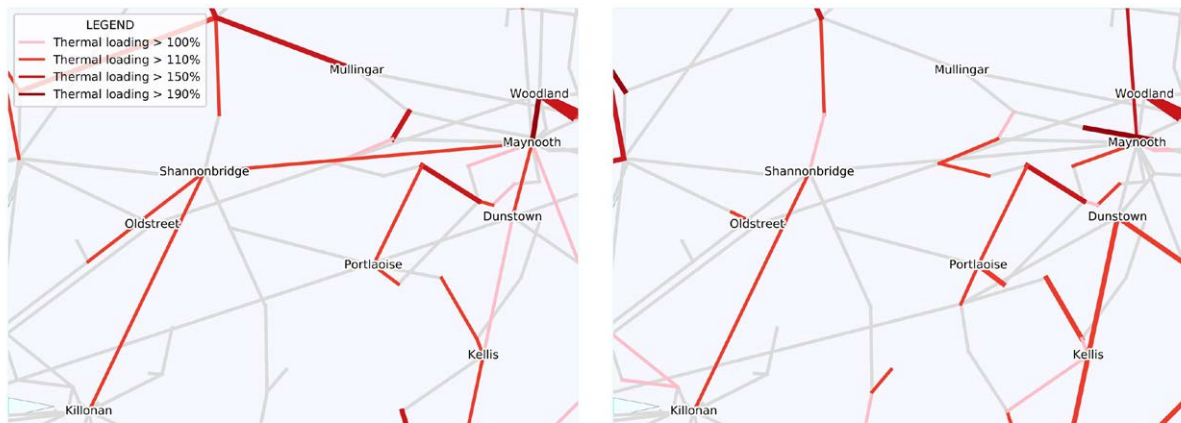 LEGEND
Thermal loading > 100%
Thermal loading > 110%
Thermal loading > 150%
Thermal loading > 190%
Mullingar
Woodland
Maynooth
Shannonbridge
Oldstreet
Dunstown
Portlaoise
Kellis
Killonan
Mullingar
Woodland
Maynooth
Shannonbridge
Oldstreet
Dunstown
Portlaoise
Kellis
Killonan